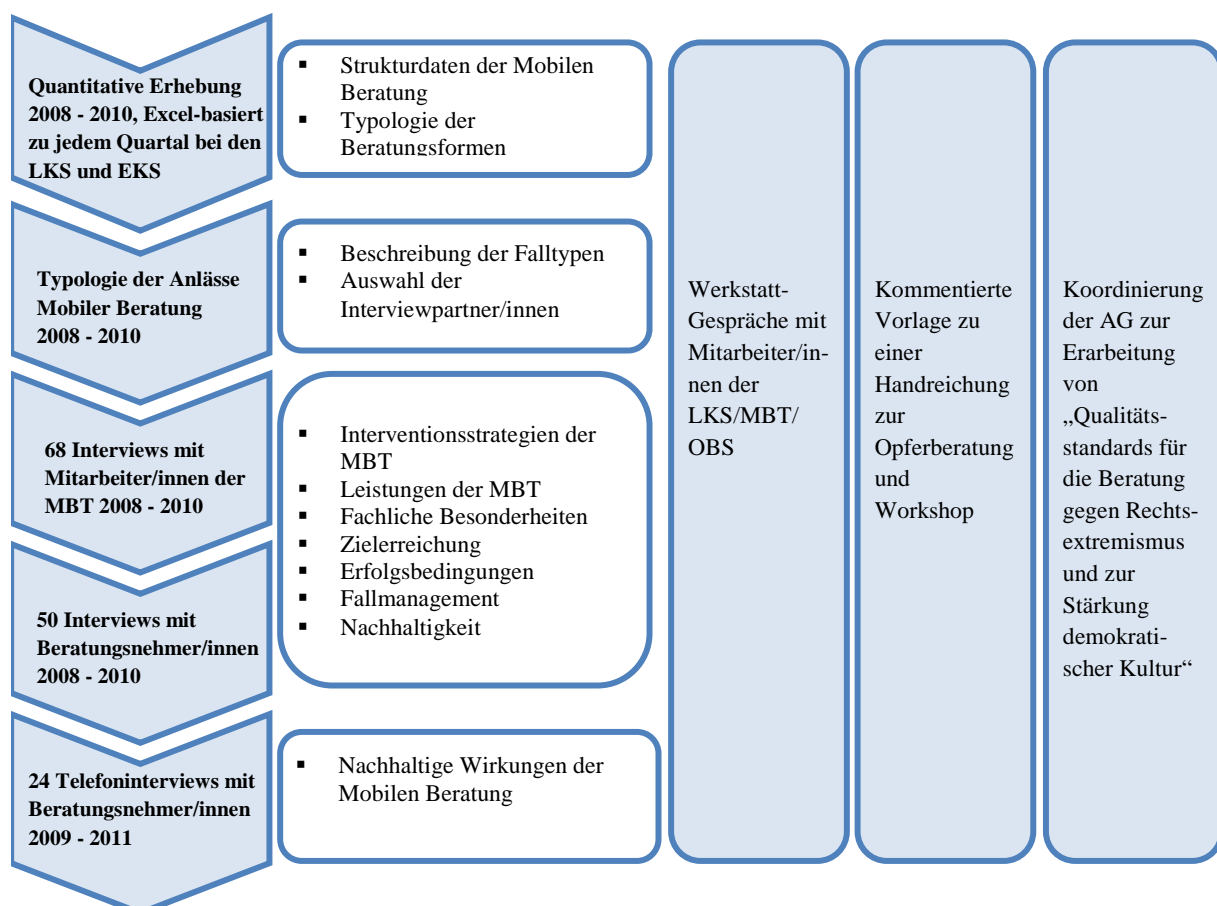 Quantitative Erhebung
2008 - 2010, Excel-basiert
zu jedem Quartal bei den
LKS und EKS
▪ Strukturdaten der Mobilen
Beratung
▪ Typologie der
Beratungsformen
Typologie der Anlässe
Mobiler Beratung
2008 - 2010
▪ Beschreibung der Falltypen
▪ Auswahl der
Interviewpartner/innen
68 Interviews mit
Mitarbeiter/innen der
MBT 2008 - 2010
50 Interviews mit
Beratungsnehmer/innen
2008 - 2010
▪ Interventionsstrategien der
MBT
▪ Leistungen der MBT
▪ Fachliche Besonderheiten
▪ Zielerreichung
▪ Erfolgsbedingungen
▪ Fallmanagement
▪ Nachhaltigkeit
24 Telefoninterviews mit
Beratungsnehmer/innen
2009 - 2011
▪ Nachhaltige Wirkungen der
Mobilen Beratung
Werkstatt-
Gespräche mit
Mitarbeiter/in-
nen der
LKS/MBT/
OBS
Kommentierte
Vorlage zu
einer
Handreichung
zur
Opferberatung
und
Workshop
Koordinierung
der AG zur
Erarbeitung
von
„Qualitäts-
standards für
die Beratung
gegen Rechts-
extremismus
und zur
Stärkung
demokrati-
scher Kultur“